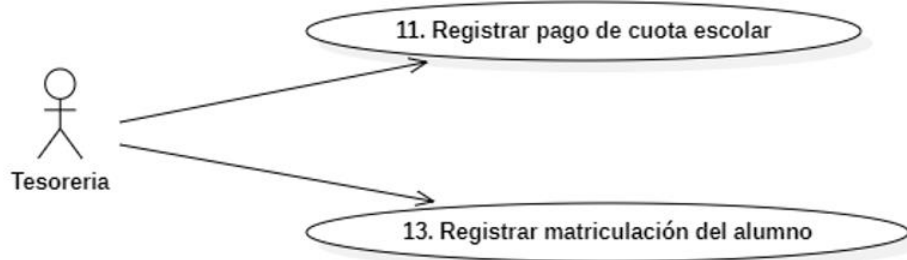 11. Registrar pago de cuota escolar
Tesoreria
13. Registrar matriculación del alumno